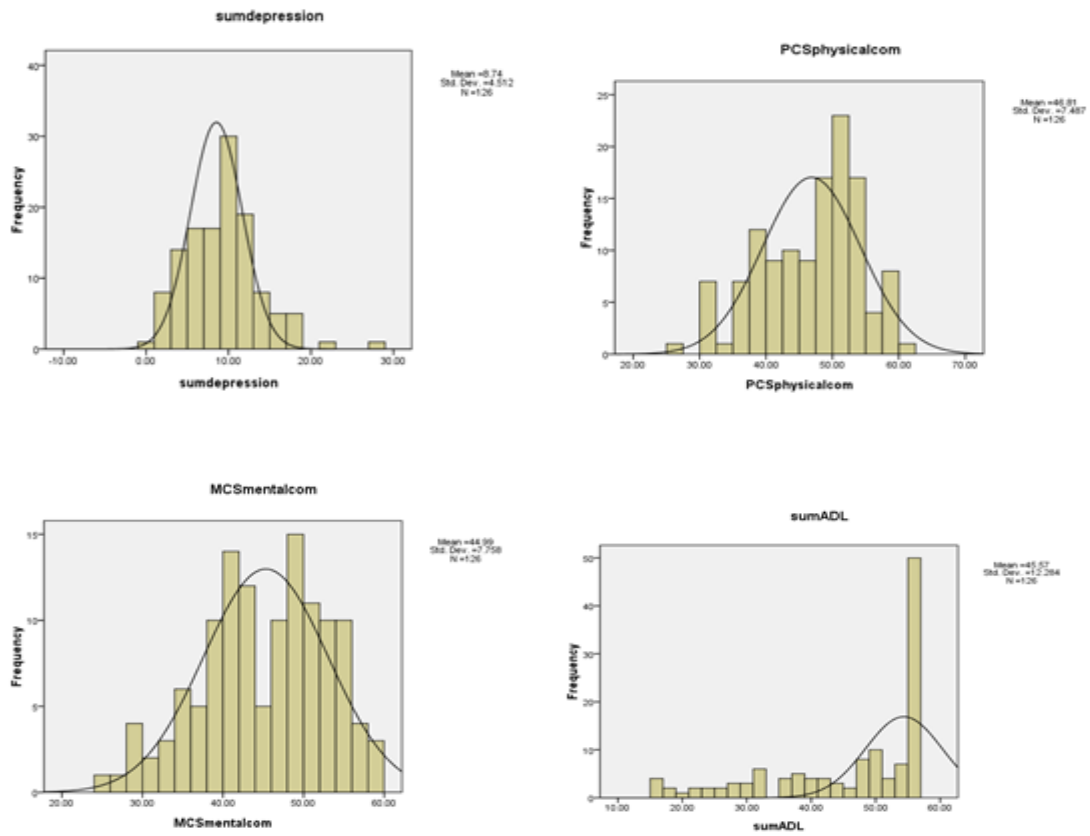 sumdepression
40
30
20
10
0
Frequency
-10.00 0.00 10.00 20.00 30.00
sumdepression
Mean =8.74
Std. Dev. =4.512
N =126
PCSphysicalcom
25
20
15
10
5
0
Frequency
20.00 30.00 40.00 50.00 60.00 70.00
PCSphysicalcom
Mean =46.81
Std. Dev. =7.487
N =126
MCSmentalcom
15
10
5
0
Frequency
20.00 30.00 40.00 50.00 60.00
MCSmentalcom
Mean =44.99
Std. Dev. =7.758
N =126
sumADL
50
40
30
20
10
0
Frequency
10.00 20.00 30.00 40.00 50.00 60.00
sumADL
Mean =45.57
Std. Dev. =12.284
N =126